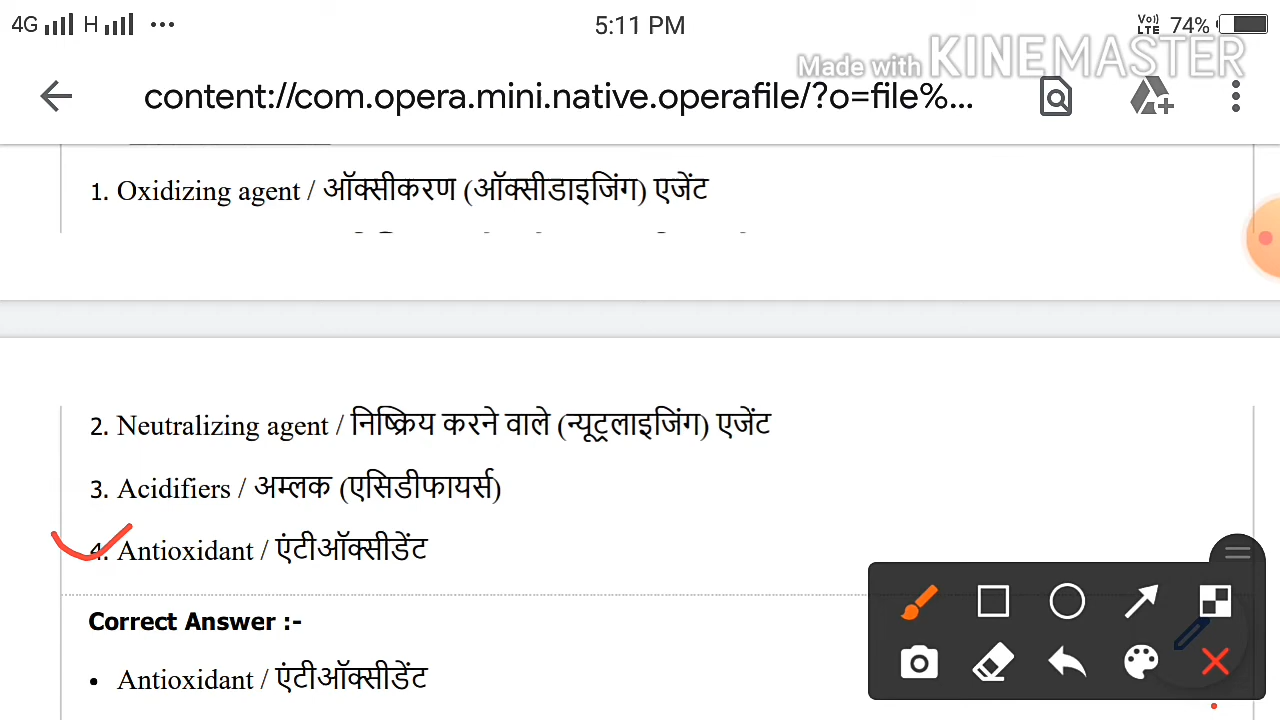 4G H ... 5:11 PM Vo) LTE 74%
Made with KINEMASTER
content://com.opera.mini.native.operafile/?o=file%...
1. Oxidizing agent / ऑक्सीकरण (ऑक्सीडाइजिंग) एजेंट
2. Neutralizing agent / निष्क्रिय करने वाले (न्यूट्रलाइजिंग) एजेंट
3. Acidifiers / अम्लक (एसिडीफायर्स)
4. Antioxidant / एंटीऑक्सीडेंट
Correct Answer :-
• Antioxidant / एंटीऑक्सीडेंट